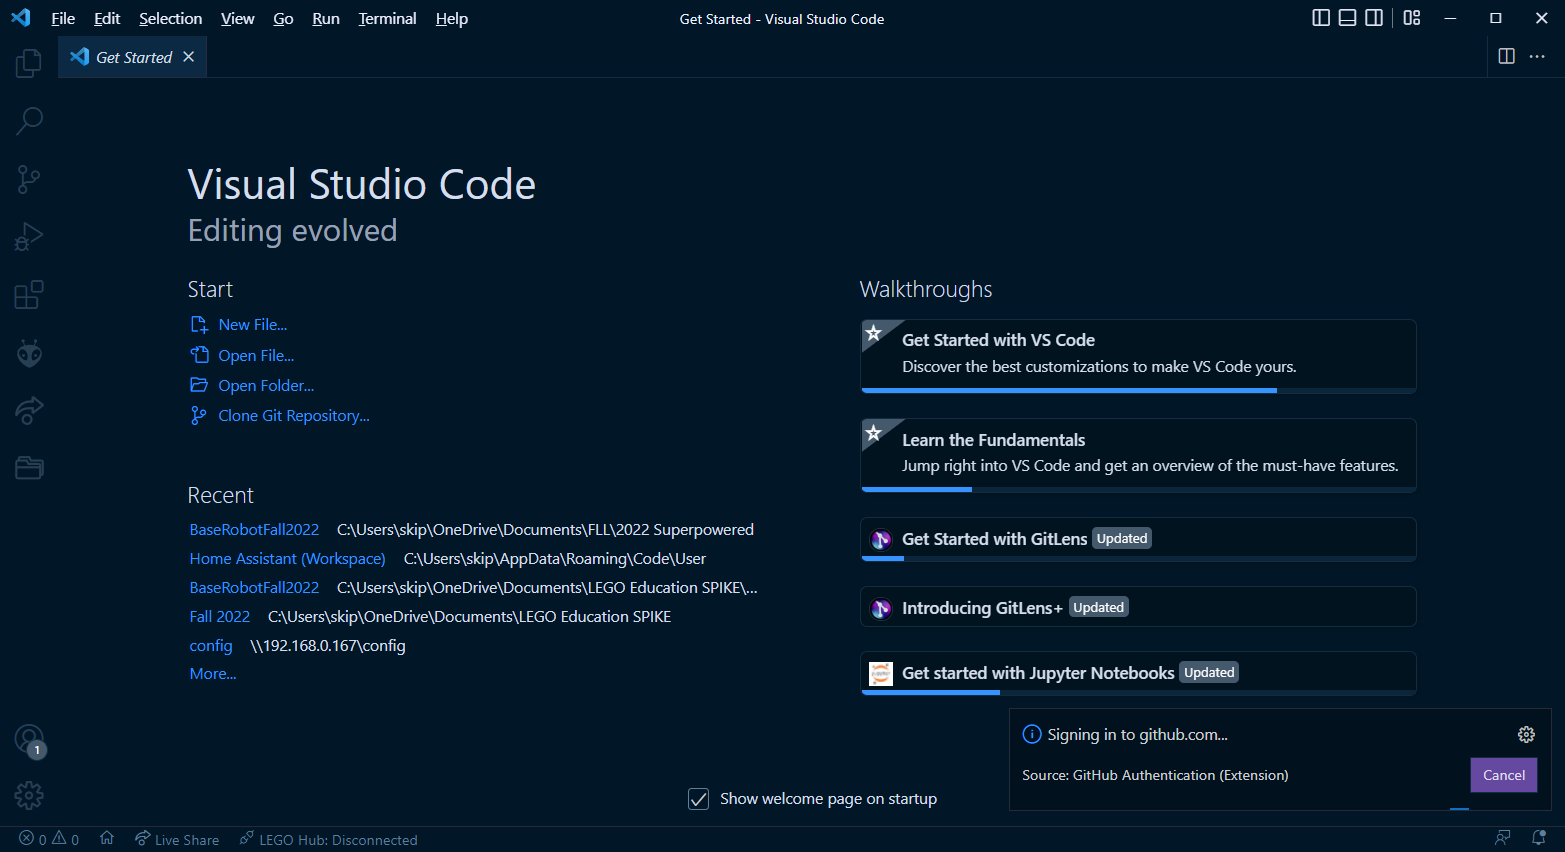 File Edit Selection View Go Run Terminal Help
Get Started - Visual Studio Code
Get Started
Visual Studio Code
Editing evolved
Start
New File...
Open File...
Open Folder...
Clone Git Repository...
Recent
BaseRobotFall2022 C:\Users\skip\OneDrive\Documents\FLL\2022 Superpowered
Home Assistant (Workspace) C:\Users\skip\AppData\Roaming\Code\User
BaseRobotFall2022 C:\Users\skip\OneDrive\Documents\LEGO Education SPIKE\...
Fall 2022 C:\Users\skip\OneDrive\Documents\LEGO Education SPIKE
config \\192.168.0.167\config
More...
Walkthroughs
Get Started with VS Code
Discover the best customizations to make VS Code yours.
Learn the Fundamentals
Jump right into VS Code and get an overview of the must-have features.
Get Started with GitLens Updated
Introducing GitLens+ Updated
Get started with Jupyter Notebooks Updated
Signing in to github.com...
Source: GitHub Authentication (Extension)
Cancel
1
Show welcome page on startup
0 0 Live Share LEGO Hub: Disconnected